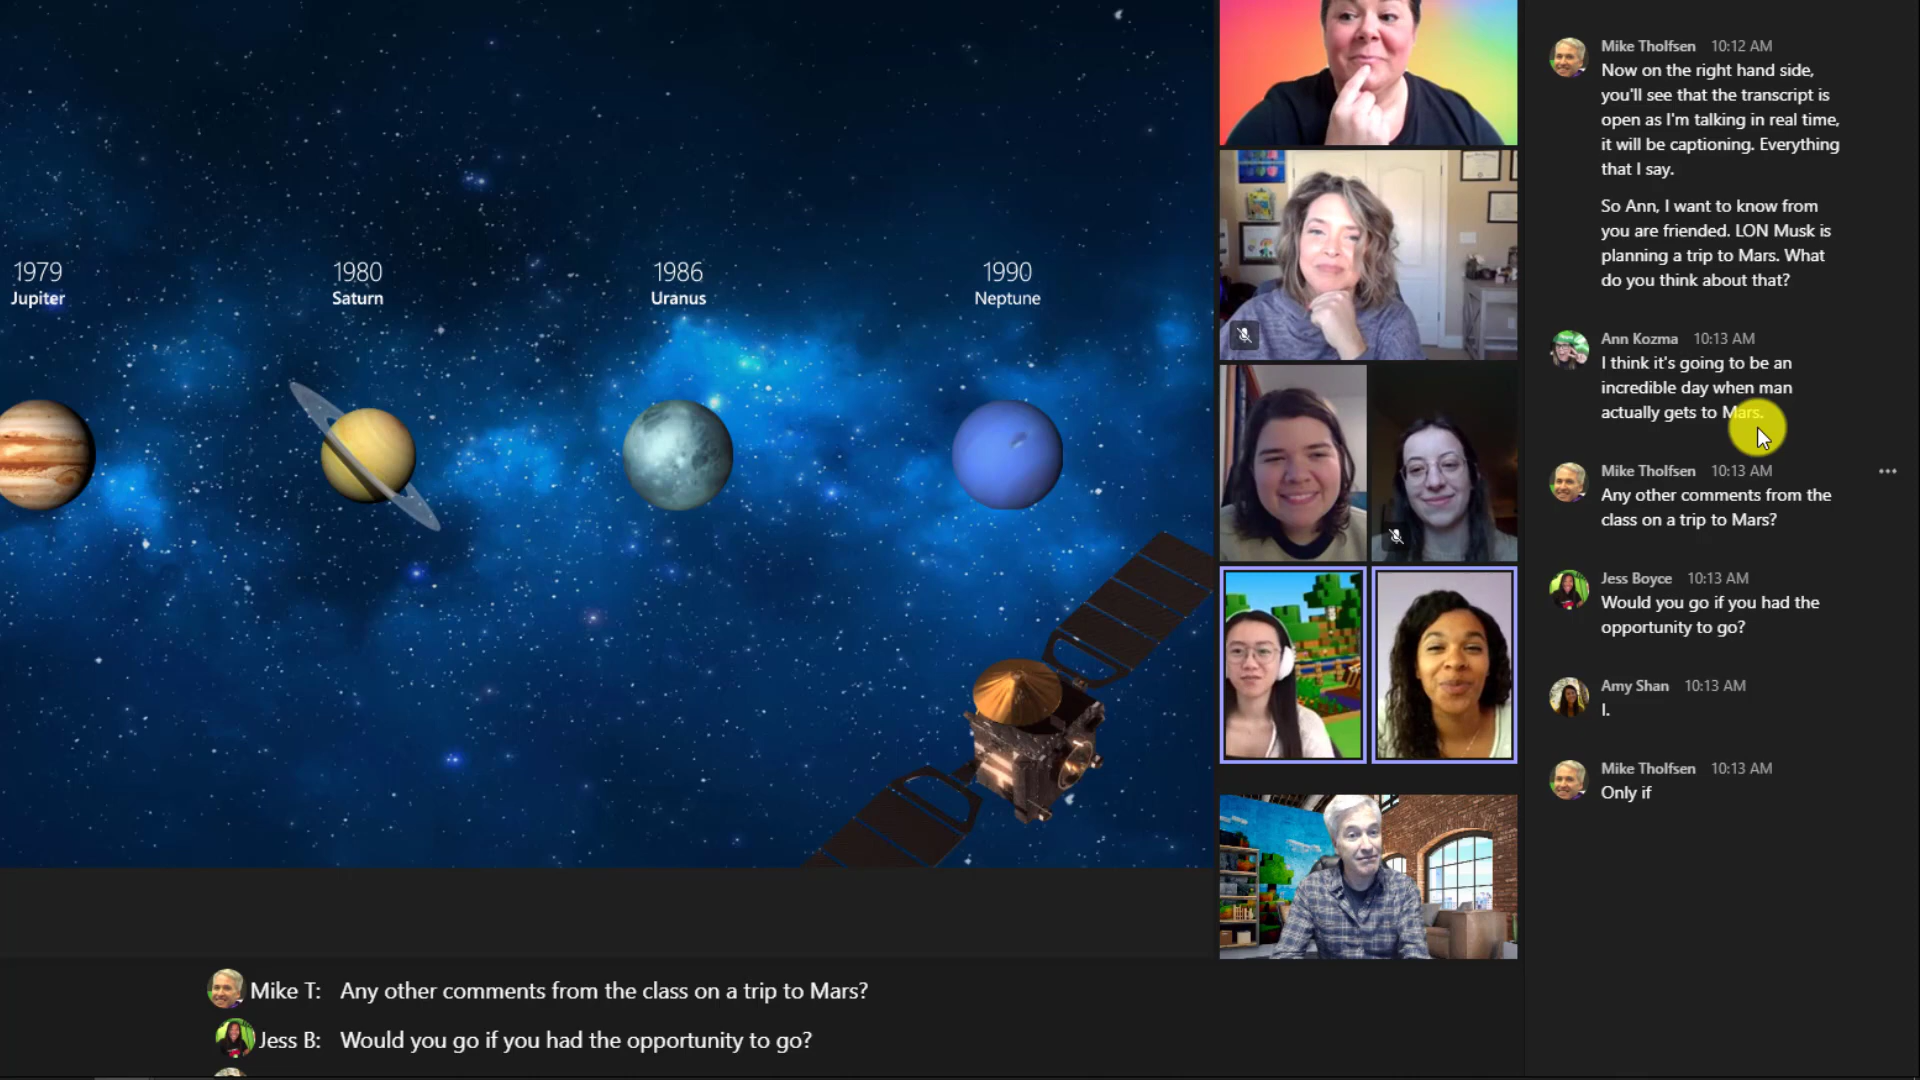 1979
Jupiter
1980
Saturn
1986
Uranus
1990
Neptune
Mike Tholfsen 10:12 AM
Now on the right hand side,
you'll see that the transcript is
open as I'm talking in real time,
it will be captioning. Everything
that I say.
So Ann, I want to know from
you are friended. LON Musk is
planning a trip to Mars. What
do you think about that?
Ann Kozma 10:13 AM
I think it's going to be an
incredible day when man
actually gets to Mars.
Mike Tholfsen 10:13 AM
Any other comments from the
class on a trip to Mars?
Jess Boyce 10:13 AM
Would you go if you had the
opportunity to go?
Amy Shan 10:13 AM
I.
Mike Tholfsen 10:13 AM
Only if
Mike T: Any other comments from the class on a trip to Mars?
Jess B: Would you go if you had the opportunity to go?